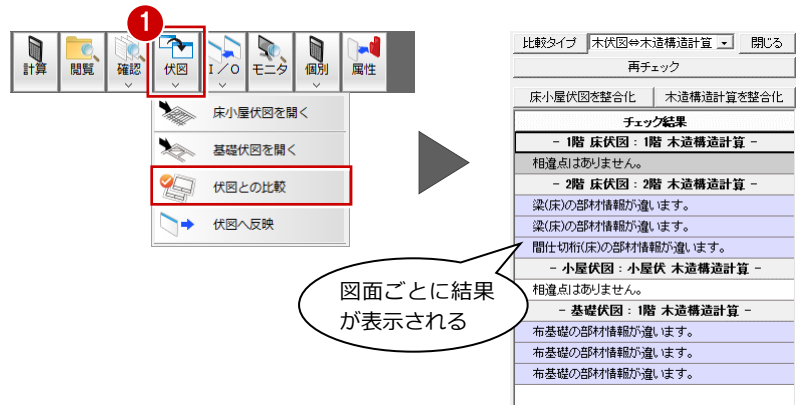 1
計算
閲覧
確認
伏図
I/O
モニタ
個別
属性
床小屋伏図を開く
基礎伏図を開く
伏図との比較
伏図へ反映
図面ごとに結果
が表示される
比較タイプ 木伏図⇔木造構造計算 閉じる
再チェック
床小屋伏図を整合化 木造構造計算を整合化
チェック結果
- 1階 床伏図：1階 木造構造計算 -
相違点はありません。
- 2階 床伏図：2階 木造構造計算 -
梁(床)の部材情報が違います。
梁(床)の部材情報が違います。
間仕切桁(床)の部材情報が違います。
- 小屋伏図：小屋伏 木造構造計算 -
相違点はありません。
- 基礎伏図：1階 木造構造計算 -
布基礎の部材情報が違います。
布基礎の部材情報が違います。
布基礎の部材情報が違います。